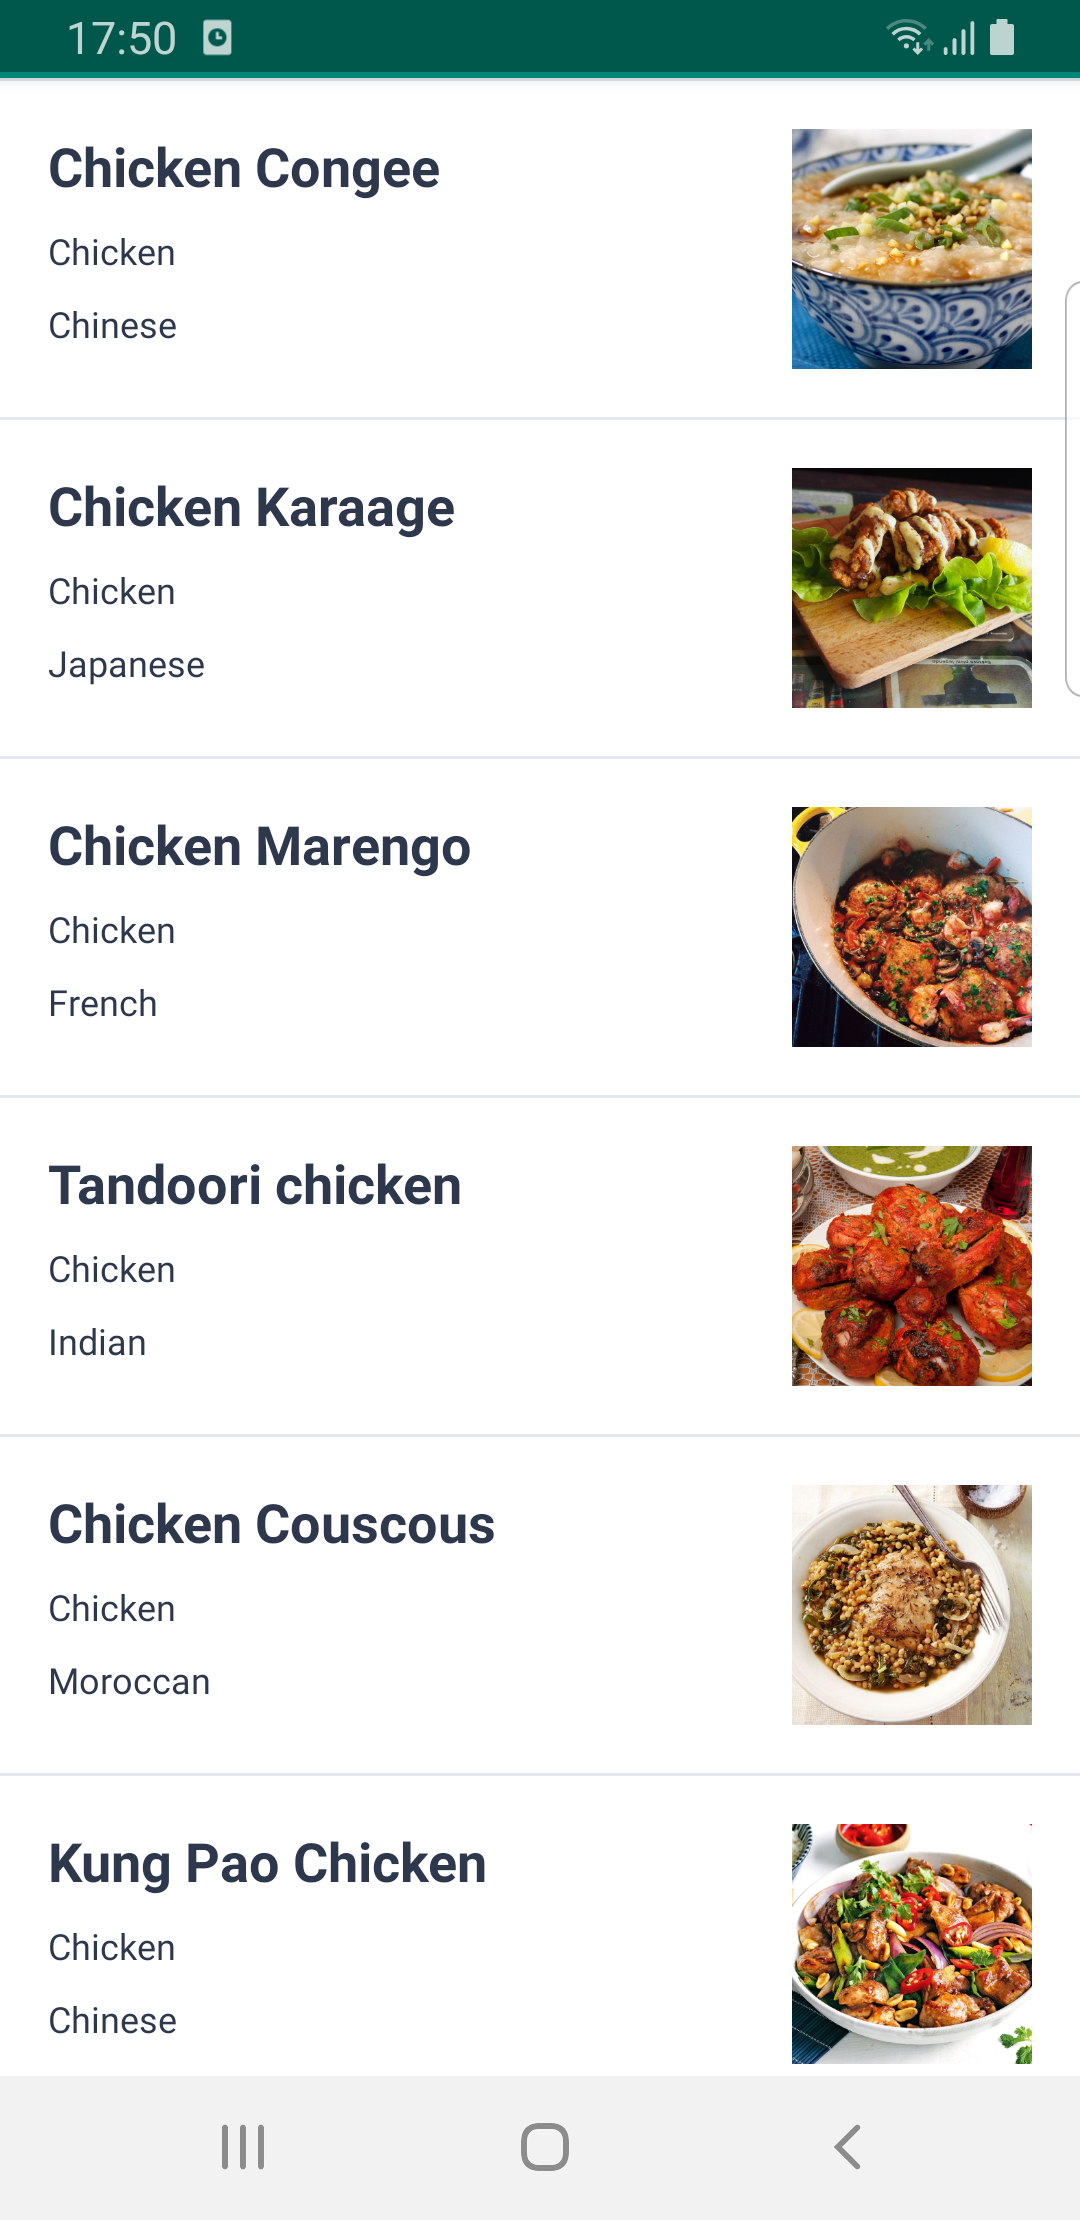 17:50
Chicken Congee
Chicken
Chinese
Chicken Karaage
Chicken
Japanese
Chicken Marengo
Chicken
French
Tandoori chicken
Chicken
Indian
Chicken Couscous
Chicken
Moroccan
Kung Pao Chicken
Chicken
Chinese